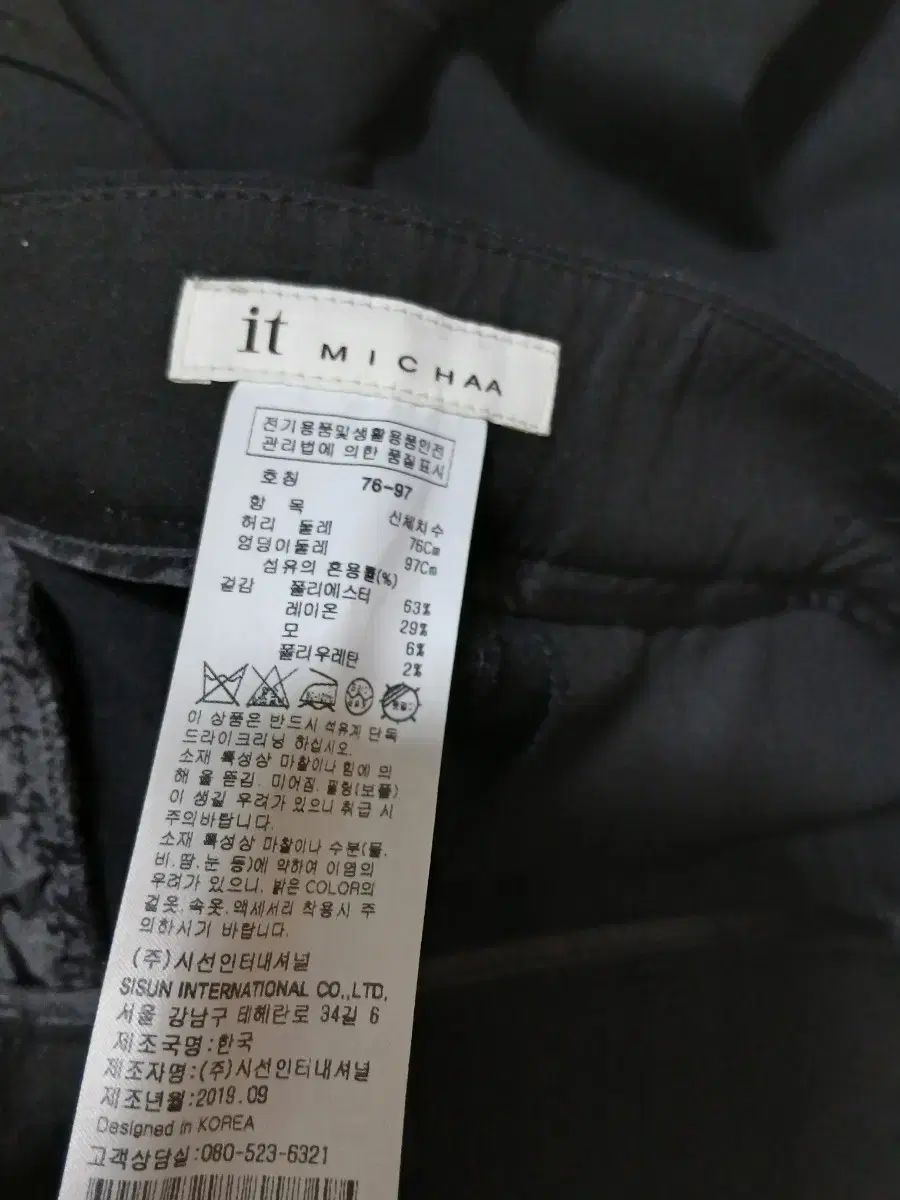 it MICHAA
전기용품및생활용품안전
관리법에 의한 품질표시
호칭 76-97
항 목 신체치수
허리 둘레 76Cm
엉덩이둘레 97Cm
섬유의 혼용률(%)
겉감 폴리에스터 63%
레이온 29%
모 6%
폴리우레탄 2%
이 상품은 반드시 석유계 단독
드라이크리닝 하십시오.
소재 특성상 마찰이나 힘에 의
해 올 뜯김, 미어짐, 필링(보풀)
이 생길 우려가 있으니 취급 시
주의바랍니다.
소재 특성상 마찰이나 수분(물,
비,땀,눈 등)에 약하여 이염의
우려가 있으니, 밝은 COLOR의
겉옷,속옷,액세서리 착용시 주
의하시기 바랍니다.
(주)시선인터내셔널
SISUN INTERNATIONAL CO.,LTD,
서울 강남구 테헤란로 34길 6
제조국명:한국
제조자명:(주)시선인터내셔널
제조년월:2019.09
Designed in KOREA
고객상담실:080-523-6321